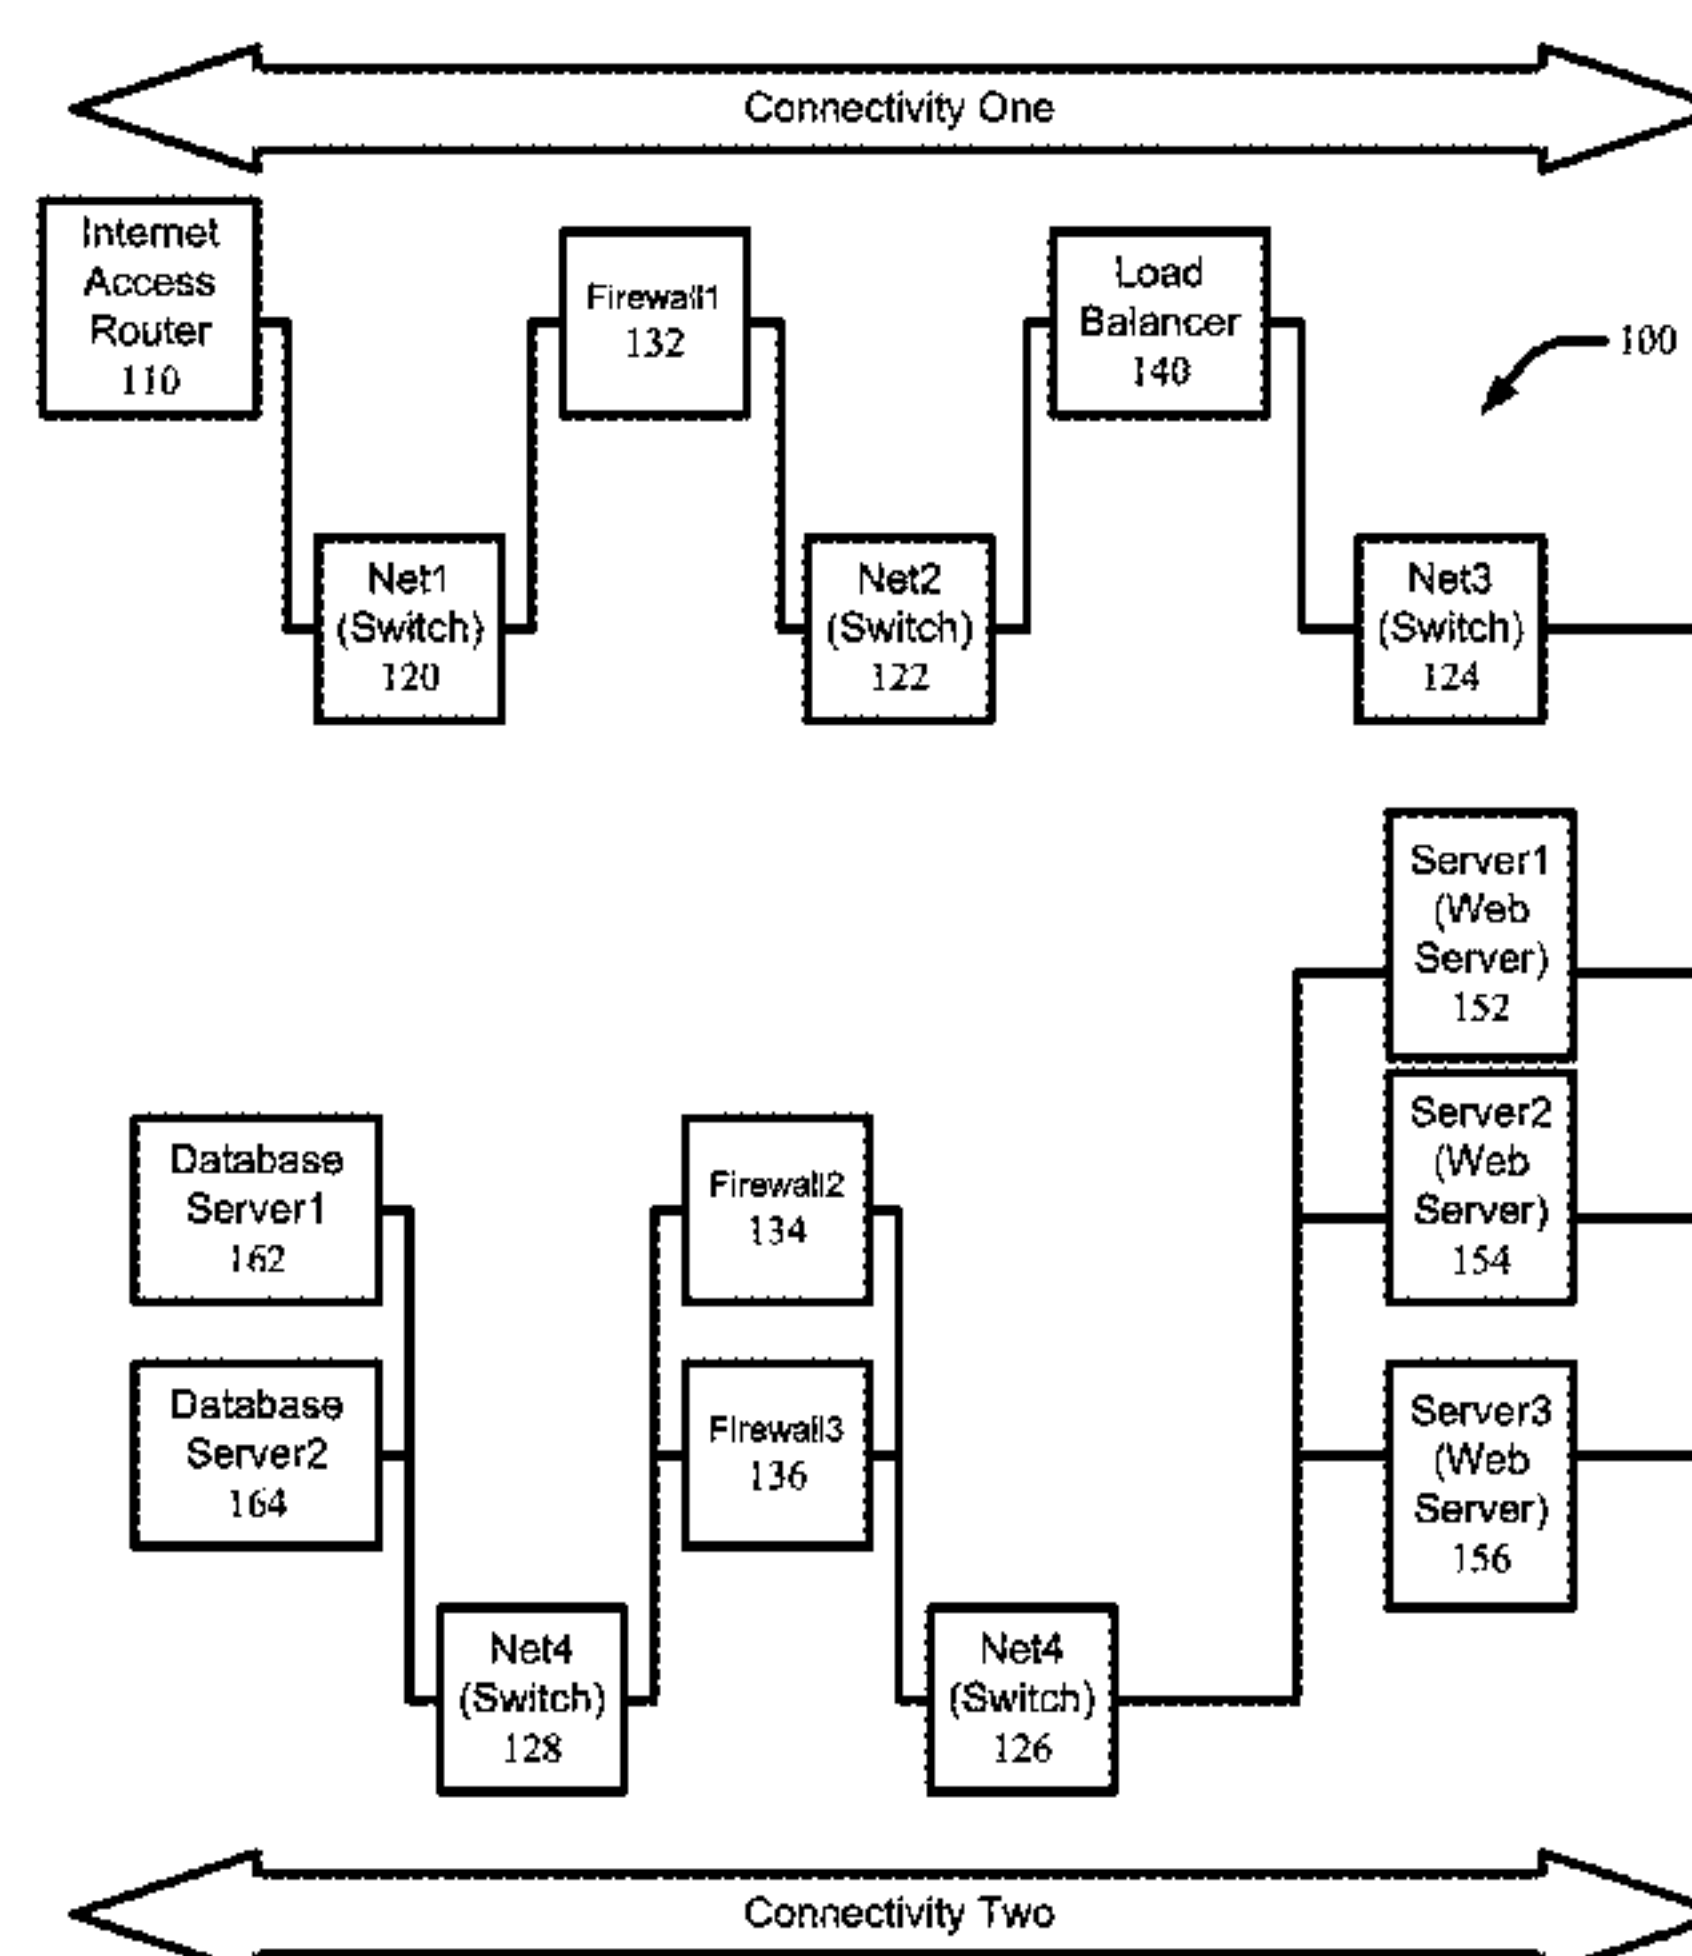 Connectivity One
Internet
Access
Router
110
Firewall1
132
Load
Balancer
140
100
Net1
(Switch)
120
Net2
(Switch)
122
Net3
(Switch)
124
Server1
(Web
Server)
152
Server2
(Web
Server)
154
Database
Server1
162
Firewall2
134
Database
Server2
164
Firewall3
136
Server3
(Web
Server)
156
Net4
(Switch)
128
Net4
(Switch)
126
Connectivity Two